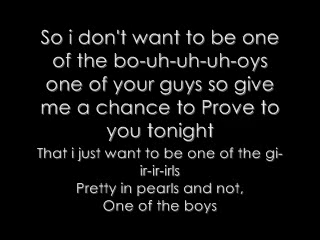 So i don't want to be one
of the bo-uh-uh-uh-oys
one of your guys so give
me a chance to Prove to
you tonight
That i just want to be one of the gi-
ir-ir-irls
Pretty in pearls and not,
One of the boys